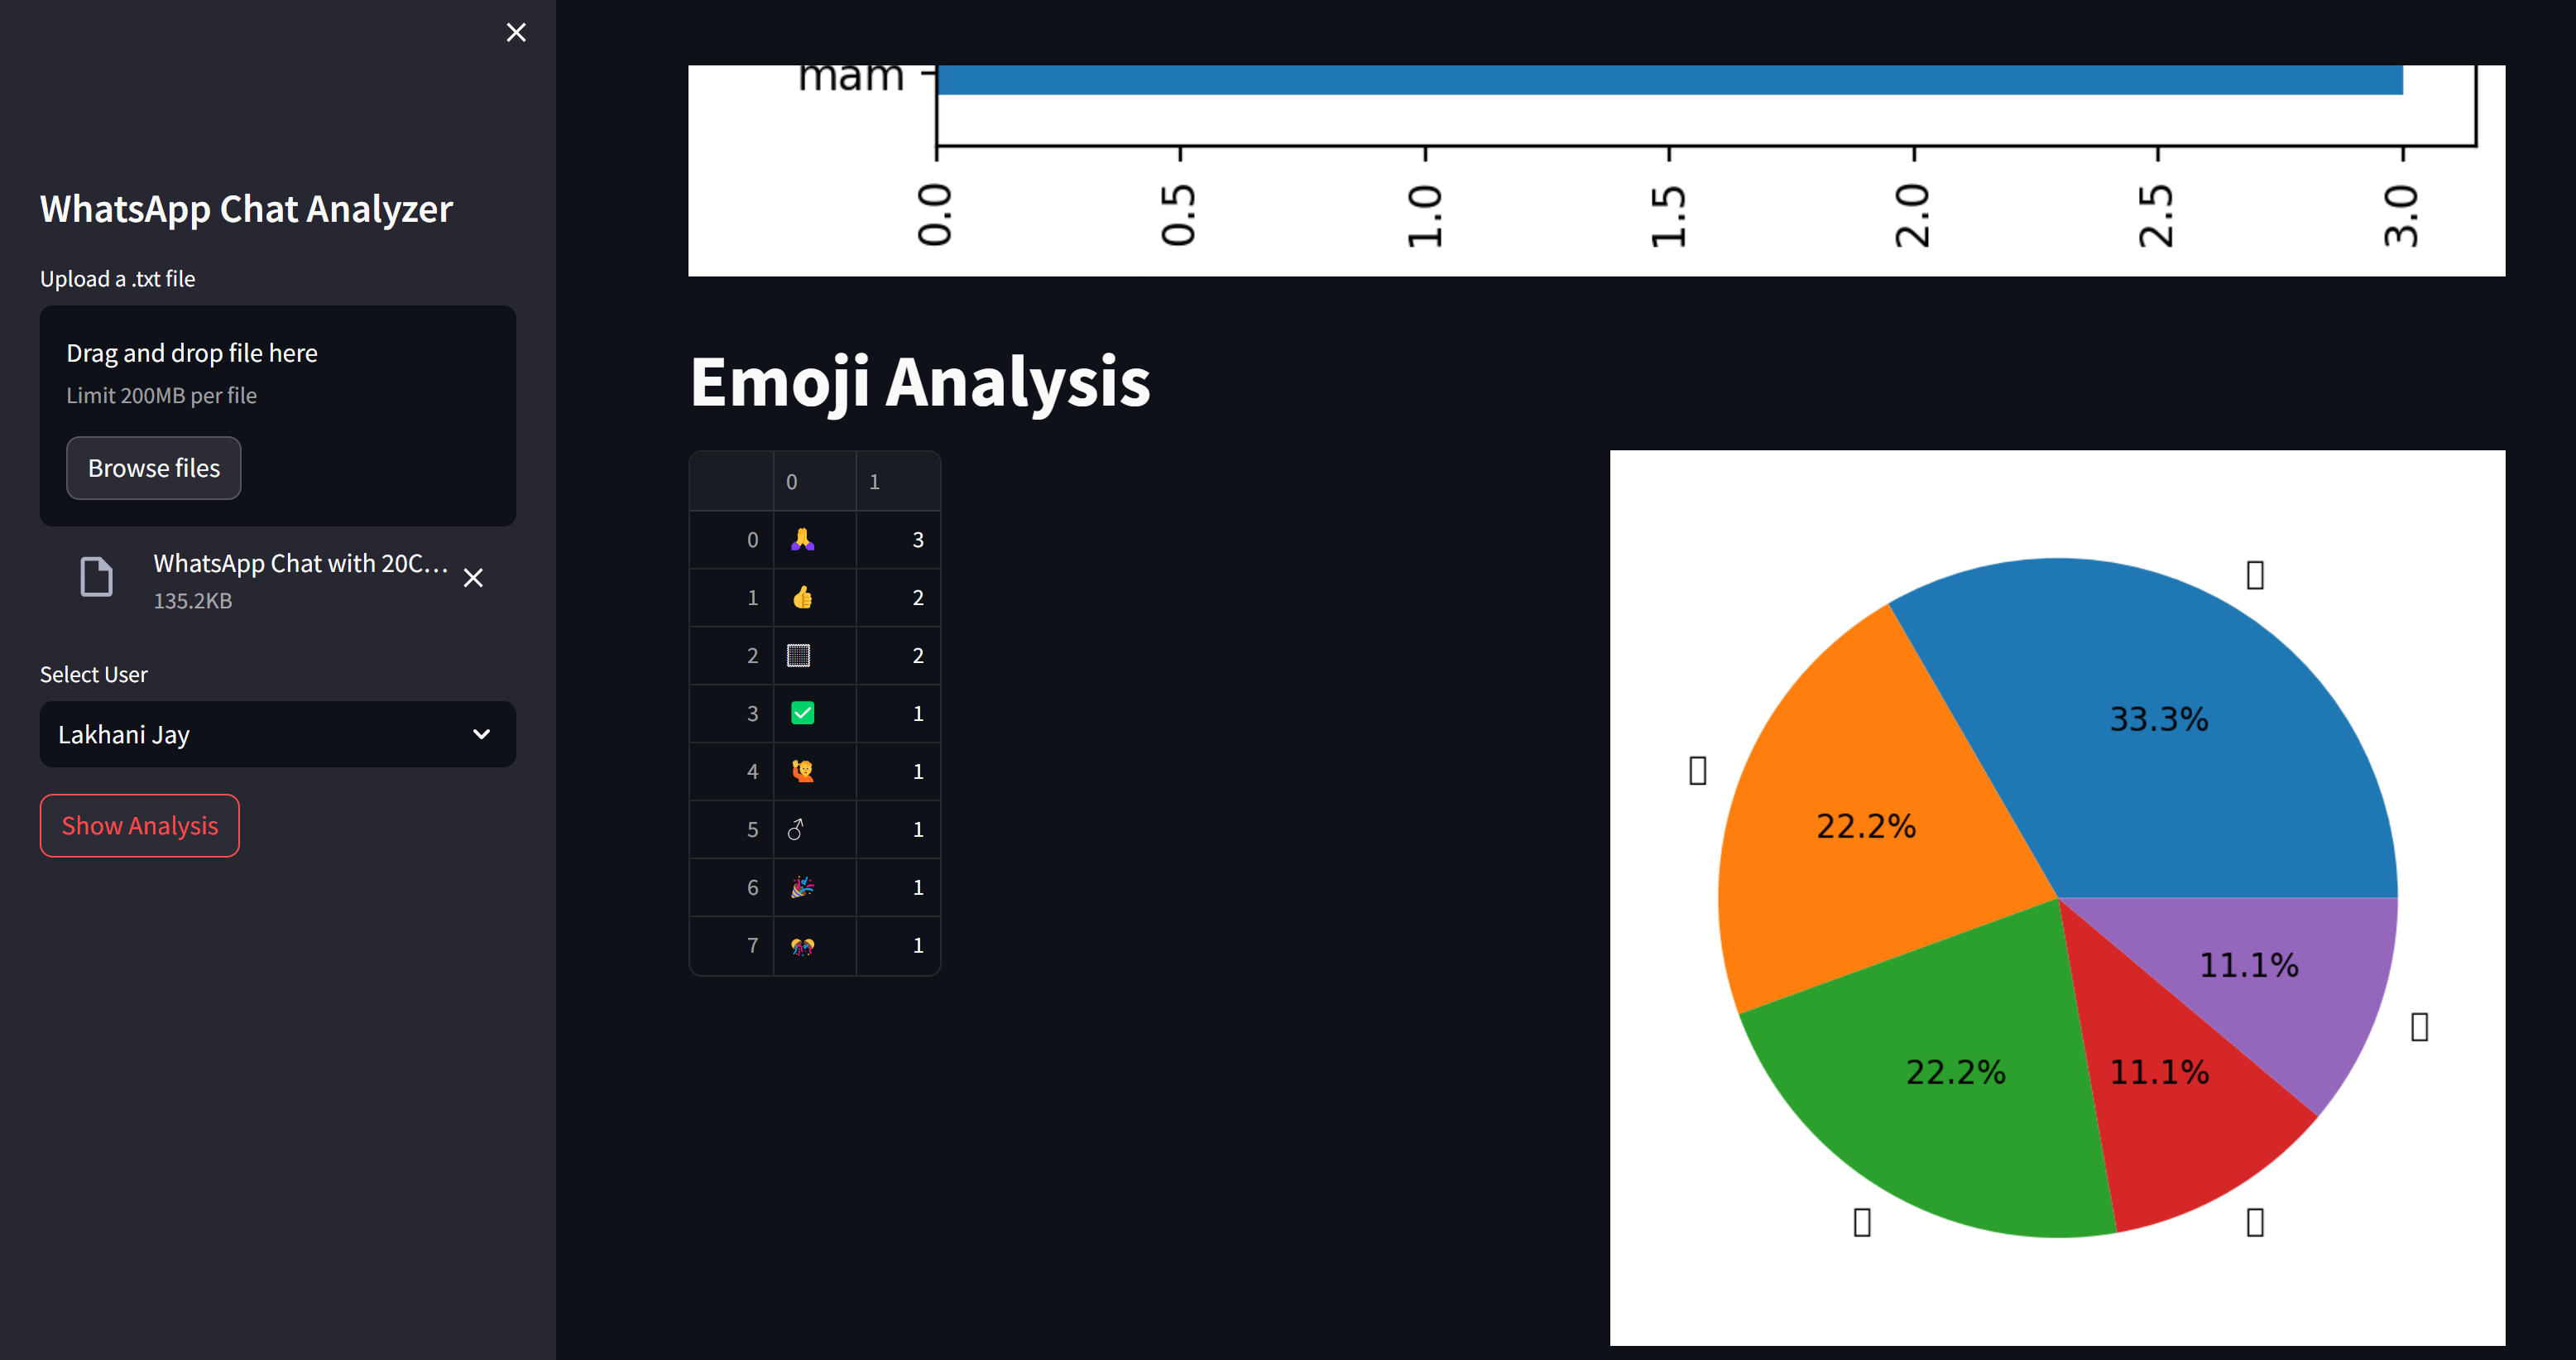 WhatsApp Chat Analyzer
Upload a .txt file
Drag and drop file here
Limit 200MB per file
Browse files
WhatsApp Chat with 20C...
135.2KB
Select User
Lakhani Jay
Show Analysis
mam
0.0 0.5 1.0 1.5 2.0 2.5 3.0
Emoji Analysis
0 1
0 🙏 3
1 👍 2
2 2
3 ✅ 1
4 🙋 1
5 ♂ 1
6 🎉 1
7 🎊 1
33.3%
22.2%
11.1%
22.2% 11.1%